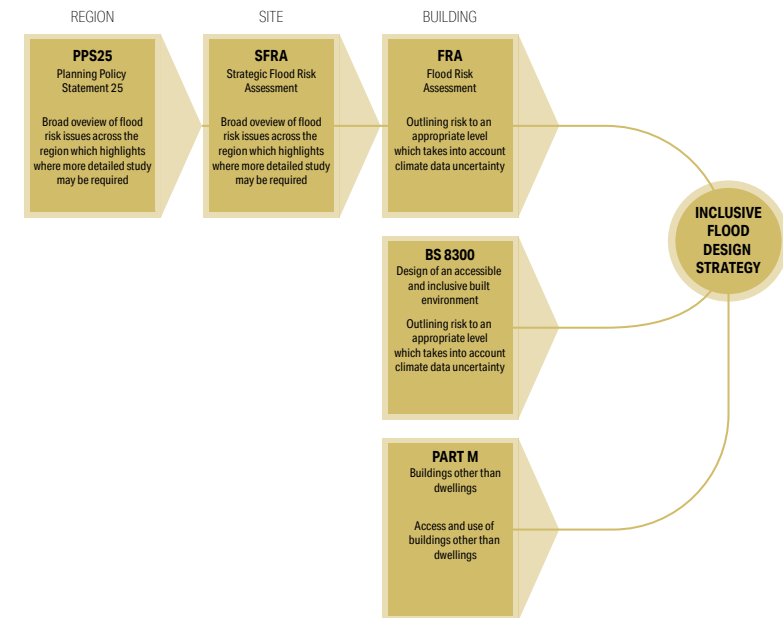 REGION
SITE
BUILDING
PPS25
Planning Policy
Statement 25
Broad oveview of flood
risk issues across the
region which highlights
where more detailed study
may be required
SFRA
Strategic Flood Risk
Assessment
Broad oveview of flood
risk issues across the
region which highlights
where more detailed study
may be required
FRA
Flood Risk
Assessment
Outlining risk to an
appropriate level
which takes into account
climate data uncertainty
INCLUSIVE
FLOOD
DESIGN
STRATEGY
BS 8300
Design of an accessible
and inclusive built
environment
Outlining risk to an
appropriate level
which takes into account
climate data uncertainty
PART M
Buildings other than
dwellings
Access and use of
buildings other than
dwellings